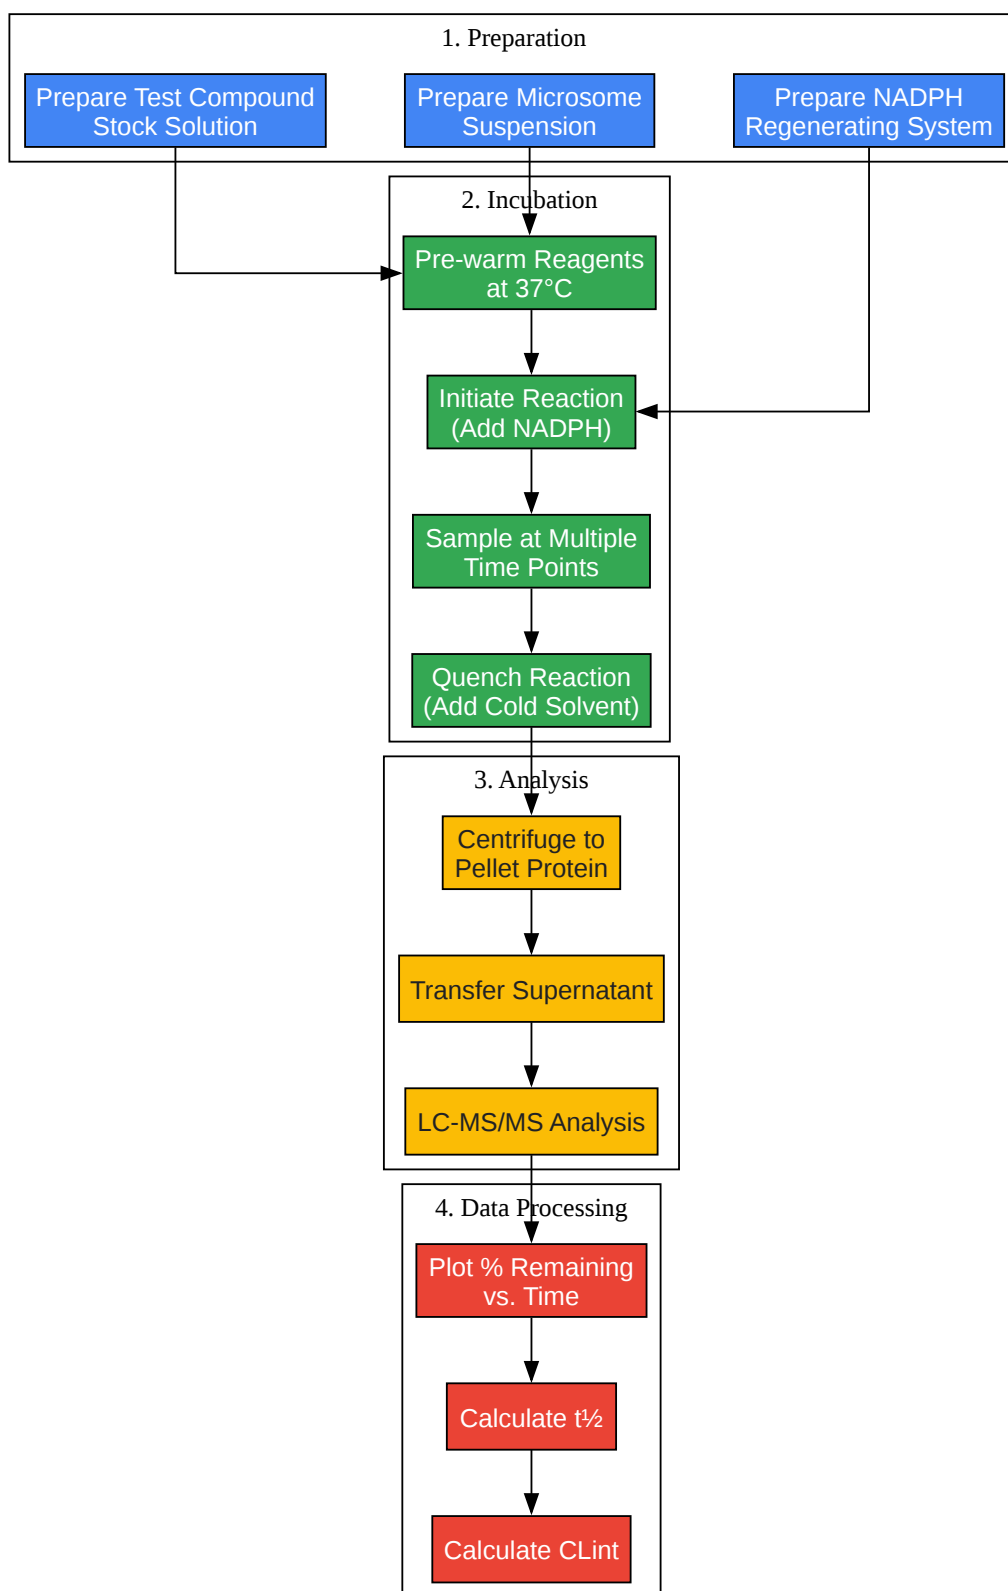 1. Preparation
Prepare Test Compound
Stock Solution
Prepare Microsome
Suspension
Prepare NADPH
Regenerating System
2. Incubation
Pre-warm Reagents
at 37°C
Initiate Reaction
(Add NADPH)
Sample at Multiple
Time Points
Quench Reaction
(Add Cold Solvent)
3. Analysis
Centrifuge to
Pellet Protein
Transfer Supernatant
LC-MS/MS Analysis
4. Data Processing
Plot % Remaining
vs. Time
Calculate t½
Calculate CLint